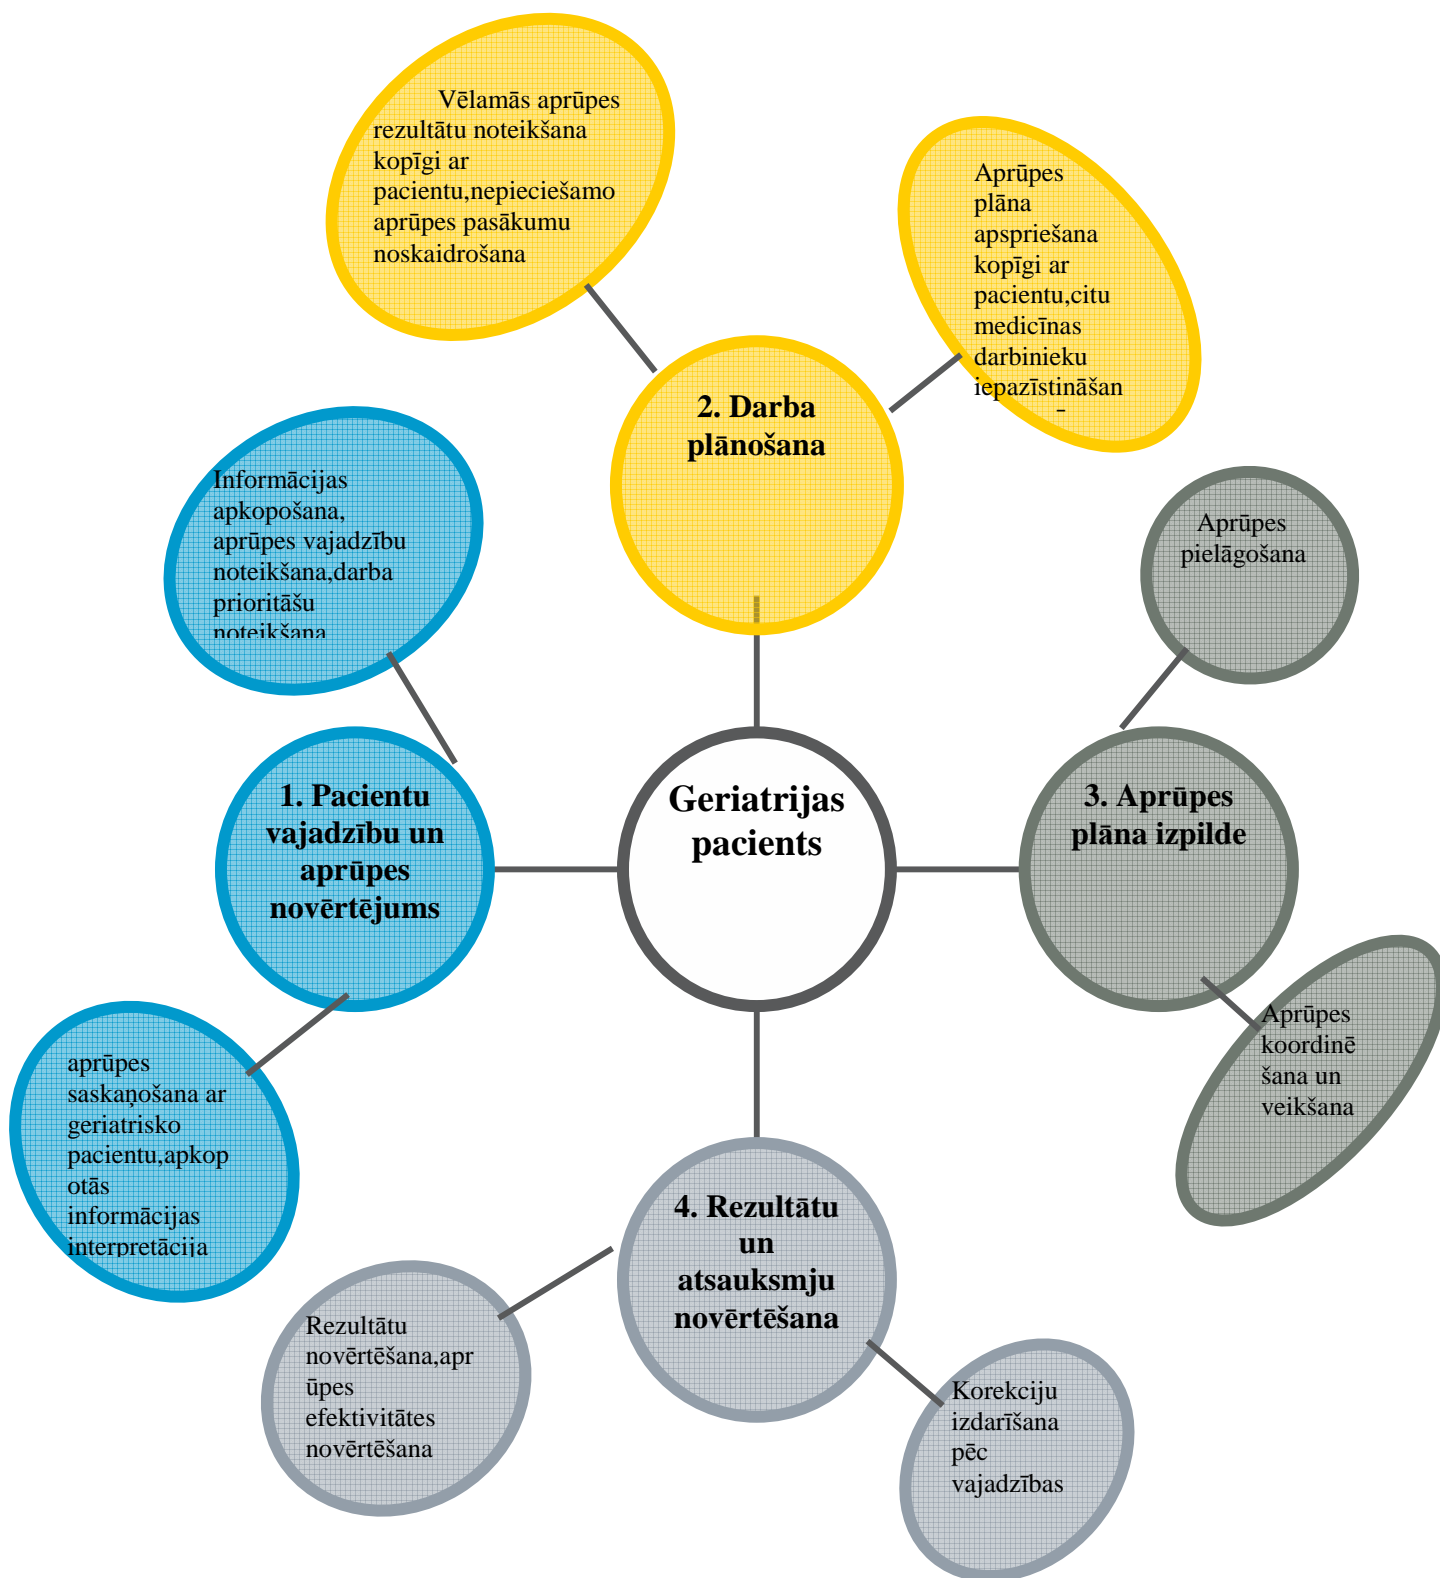 Vēlamās aprūpes
rezultātu noteikšana
kopīgi ar
pacientu,nepieciešamo
aprūpes pasākumu
noskaidrošana
Aprūpes
plāna
apspriešana
kopīgi ar
pacientu,citu
medicīnas
darbinieku
iepazīstināšan
2. Darba
plānošana
Informācijas
apkopošana,
aprūpes vajadzību
noteikšana,darba
prioritāšu
noteikšana
Aprūpes
pielāgošana
1. Pacientu
vajadzību un
aprūpes
novērtējums
Geriatrijas
pacients
3. Aprūpes
plāna izpilde
aprūpes
saskaņošana ar
geriatrisko
pacientu,apkop
otās
informācijas
interpretācija
Aprūpes
koordinē
šana un
veikšana
4. Rezultātu
un
atsauksmju
novērtēšana
Rezultātu
novērtēšana,apr
ūpes
efektivitātes
novērtēšana
Korekciju
izdarīšana
pēc
vajadzības